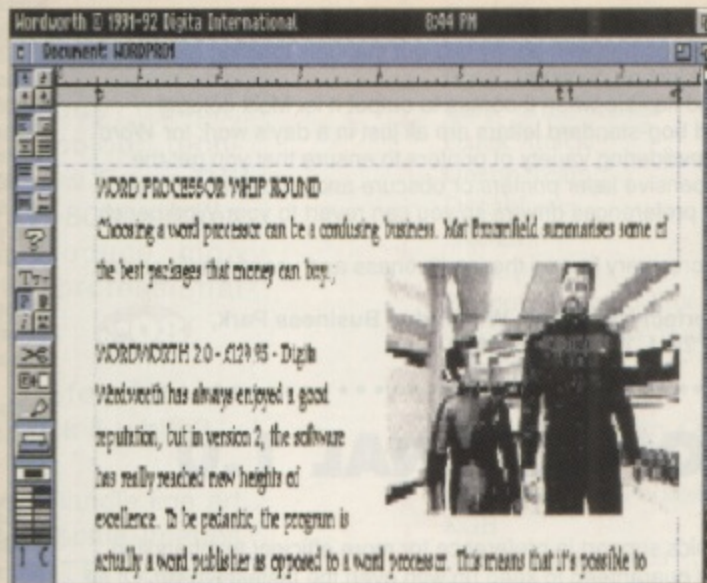 Wordworth © 1991-92 Digita International 8:44 PM
Document: WORDPRO1
WORD PROCESSOR WHIP ROUND
Choosing a word processor can be a confusing business. Mat Broomfield summarises some of
the best packages that money can buy.,
WORDWORTH 2.0 - £129.95 - Digita
Wordworth has always enjoyed a good
reputation, but in version 2, the software
has really reached new heights of
excellence. To be pedantic, the program is
actually a word publisher as opposed to a word processor. This means that it's possible to